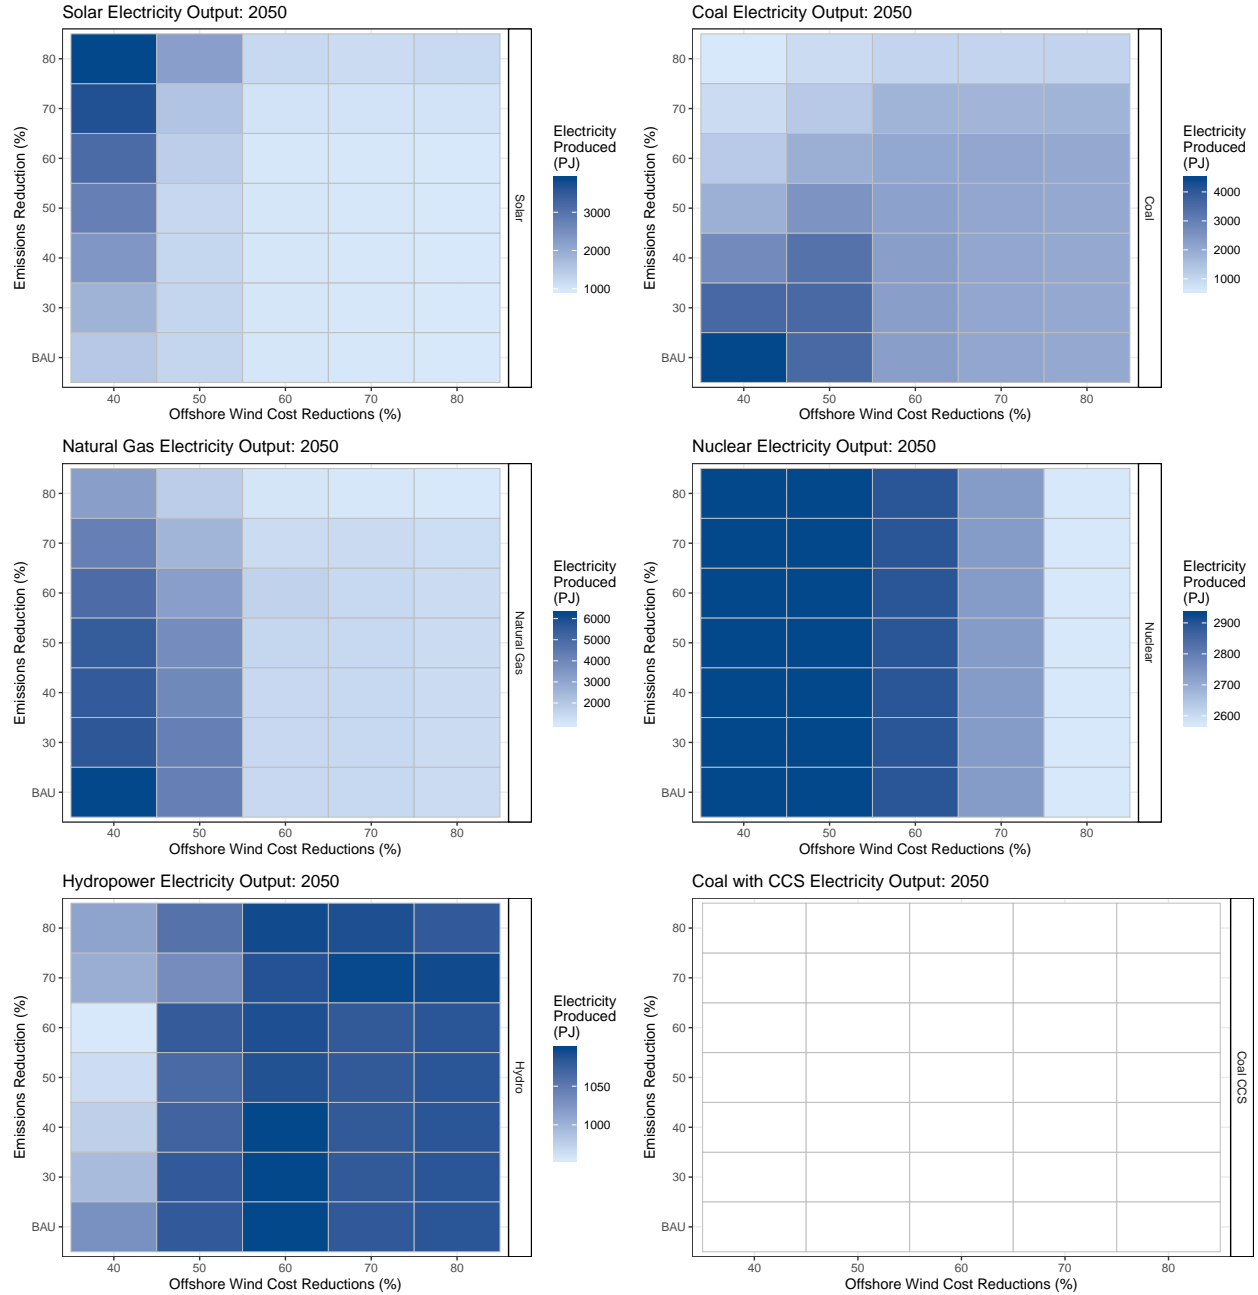 Solar Electricity Output: 2050
Emissions Reduction (%)
80
70
60
50
40
30
BAU
40 50 60 70 80
Offshore Wind Cost Reductions (%)
Solar
Electricity
Produced
(PJ)
3000
2000
1000
Coal Electricity Output: 2050
Emissions Reduction (%)
80
70
60
50
40
30
BAU
40 50 60 70 80
Offshore Wind Cost Reductions (%)
Coal
Electricity
Produced
(PJ)
4000
3000
2000
1000
Natural Gas Electricity Output: 2050
Emissions Reduction (%)
80
70
60
50
40
30
BAU
40 50 60 70 80
Offshore Wind Cost Reductions (%)
Natural Gas
Electricity
Produced
(PJ)
6000
5000
4000
3000
2000
Nuclear Electricity Output: 2050
Emissions Reduction (%)
80
70
60
50
40
30
BAU
40 50 60 70 80
Offshore Wind Cost Reductions (%)
Nuclear
Electricity
Produced
(PJ)
2900
2800
2700
2600
Hydropower Electricity Output: 2050
Emissions Reduction (%)
80
70
60
50
40
30
BAU
40 50 60 70 80
Offshore Wind Cost Reductions (%)
Hydro
Electricity
Produced
(PJ)
1050
1000
Coal with CCS Electricity Output: 2050
Emissions Reduction (%)
80
70
60
50
40
30
BAU
40 50 60 70 80
Offshore Wind Cost Reductions (%)
Coal CCS